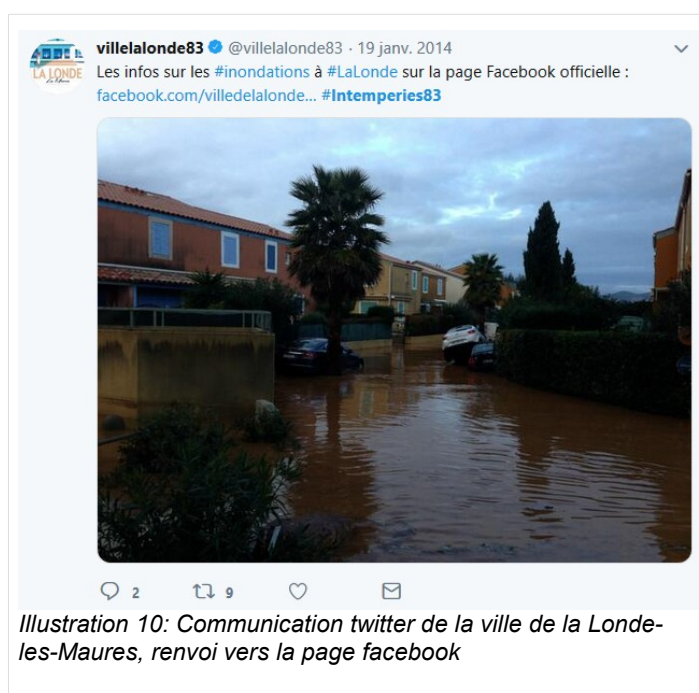 villelalonde83 @villelalonde83 · 19 janv. 2014
LA LONDE
Les infos sur les #inondations à #LaLonde sur la page Facebook officielle :
facebook.com/villedelalonde... #Intemperies83
2 9
Illustration 10: Communication twitter de la ville de la Londe-
les-Maures, renvoi vers la page facebook